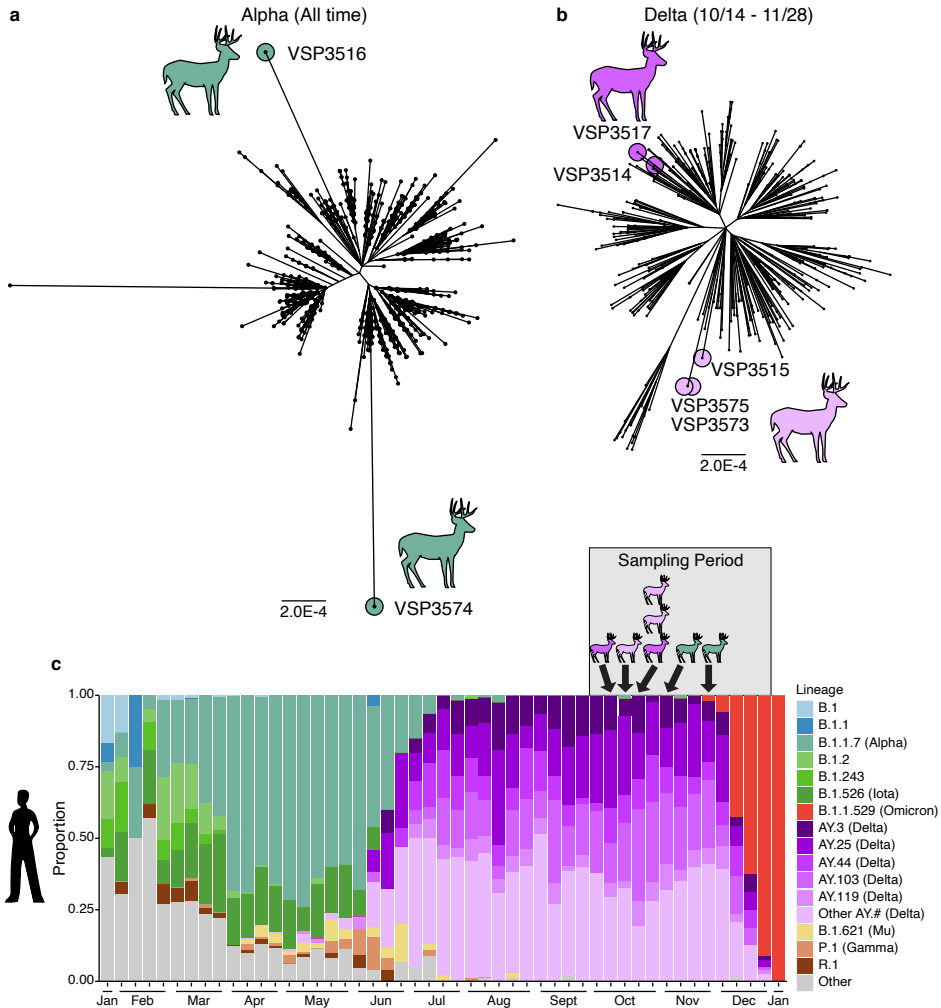 a
Alpha (All time)
VSP3516
VSP3574
2.0E-4
b
Delta (10/14 - 11/28)
VSP3517
VSP3514
VSP3515
VSP3575
VSP3573
2.0E-4
Sampling Period
c
Proportion
1.00
0.75
0.50
0.25
0.00
Jan Feb Mar Apr May Jun Jul Aug Sept Oct Nov Dec Jan
Lineage
B.1
B.1.1
B.1.1.7 (Alpha)
B.1.2
B.1.243
B.1.526 (Iota)
B.1.1.529 (Omicron)
AY.3 (Delta)
AY.25 (Delta)
AY.44 (Delta)
AY.103 (Delta)
AY.119 (Delta)
Other AY.# (Delta)
B.1.621 (Mu)
P.1 (Gamma)
R.1
Other